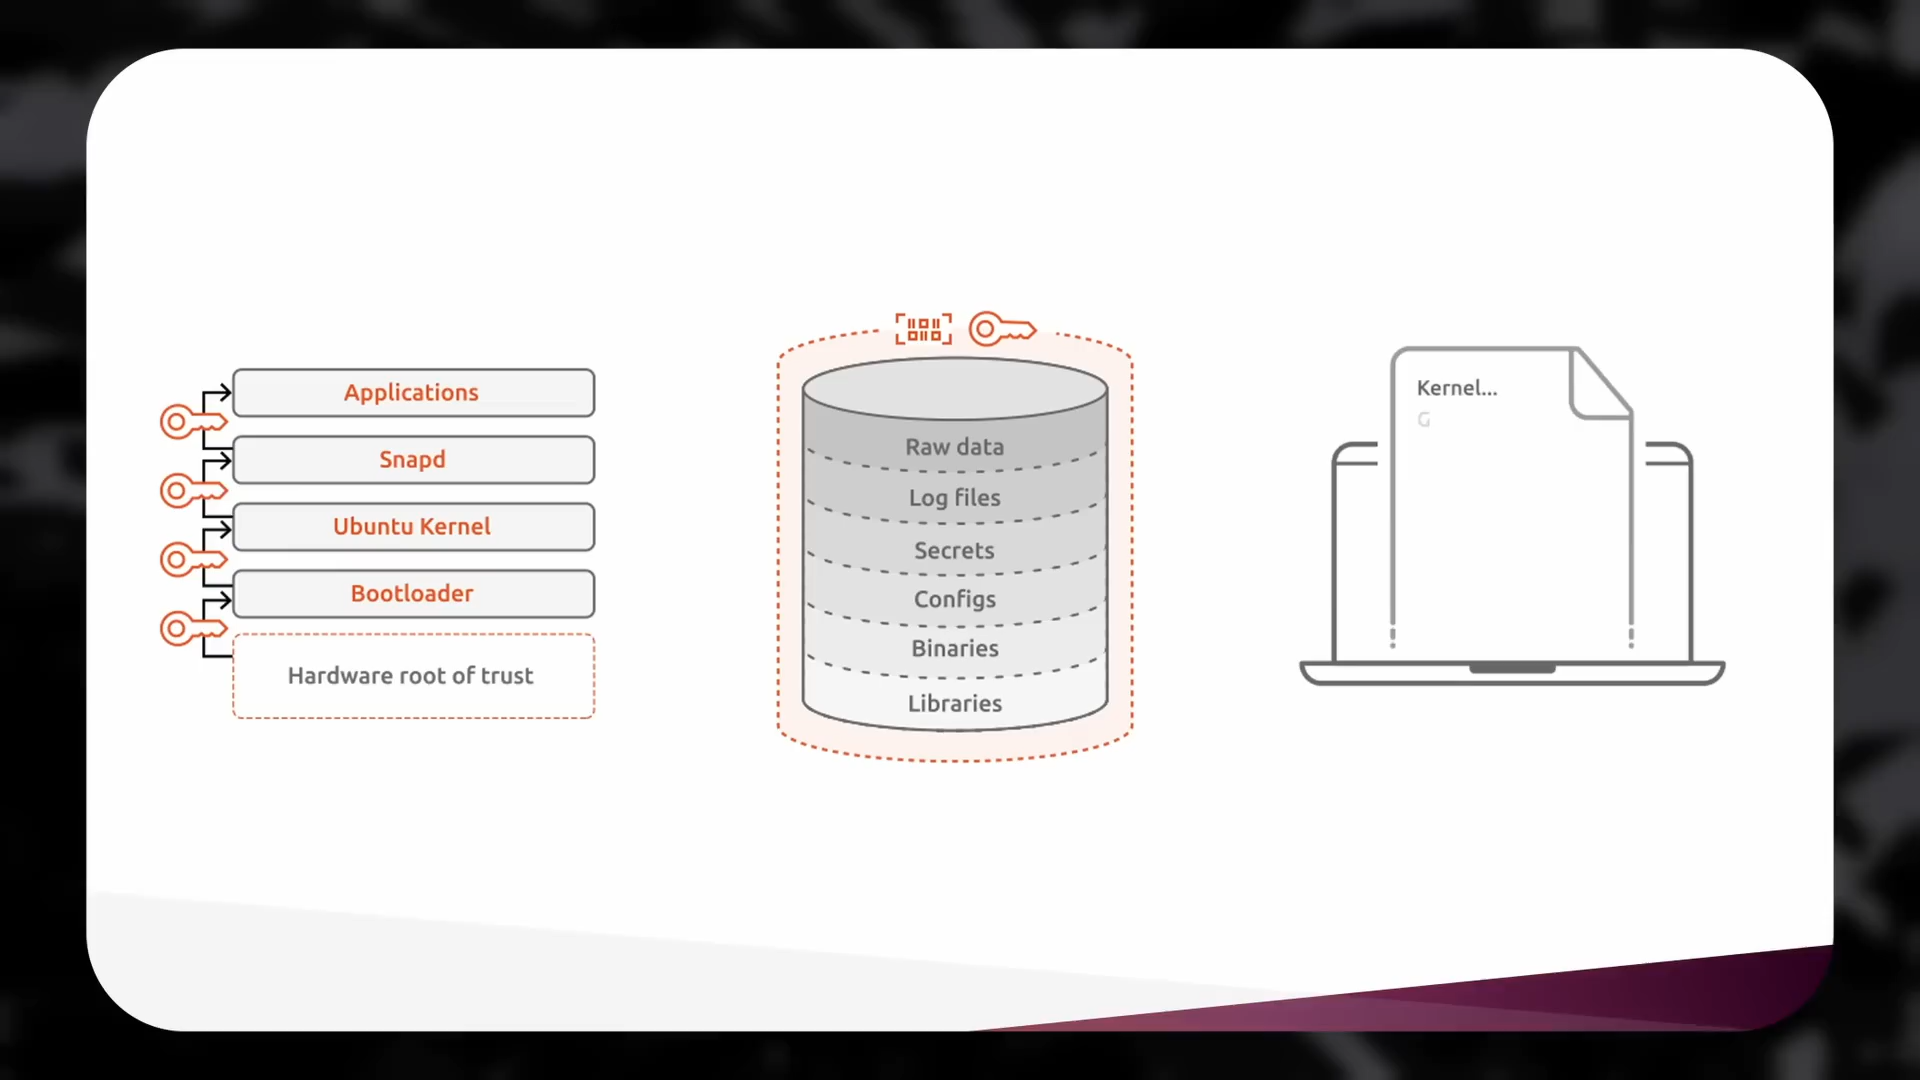 Applications
Snapd
Ubuntu Kernel
Bootloader
Hardware root of trust
Raw data
Log files
Secrets
Configs
Binaries
Libraries
Kernel...
G